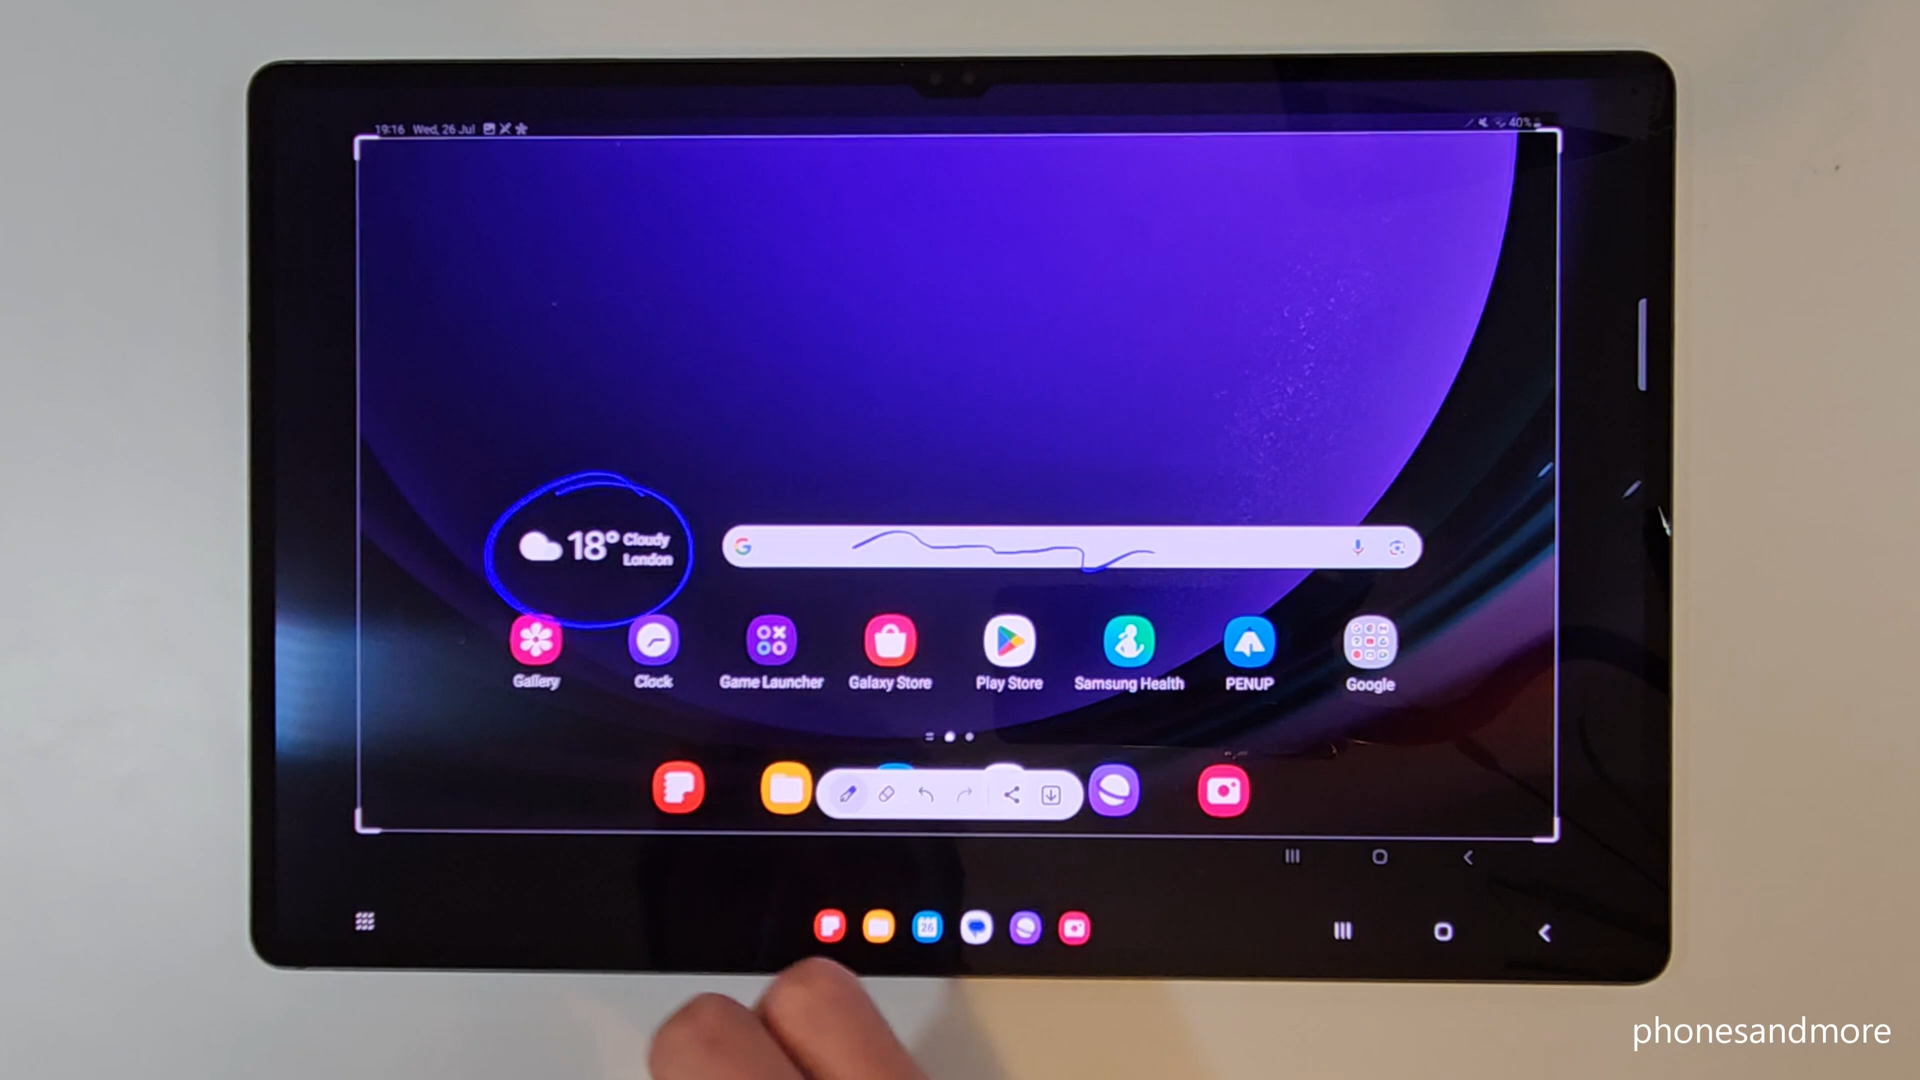 19:16 Wed, 26 Jul
40%
18° Cloudy
London
G
Gallery Clock Game Launcher Galaxy Store Play Store Samsung Health PENUP Google
26
phonesandmore